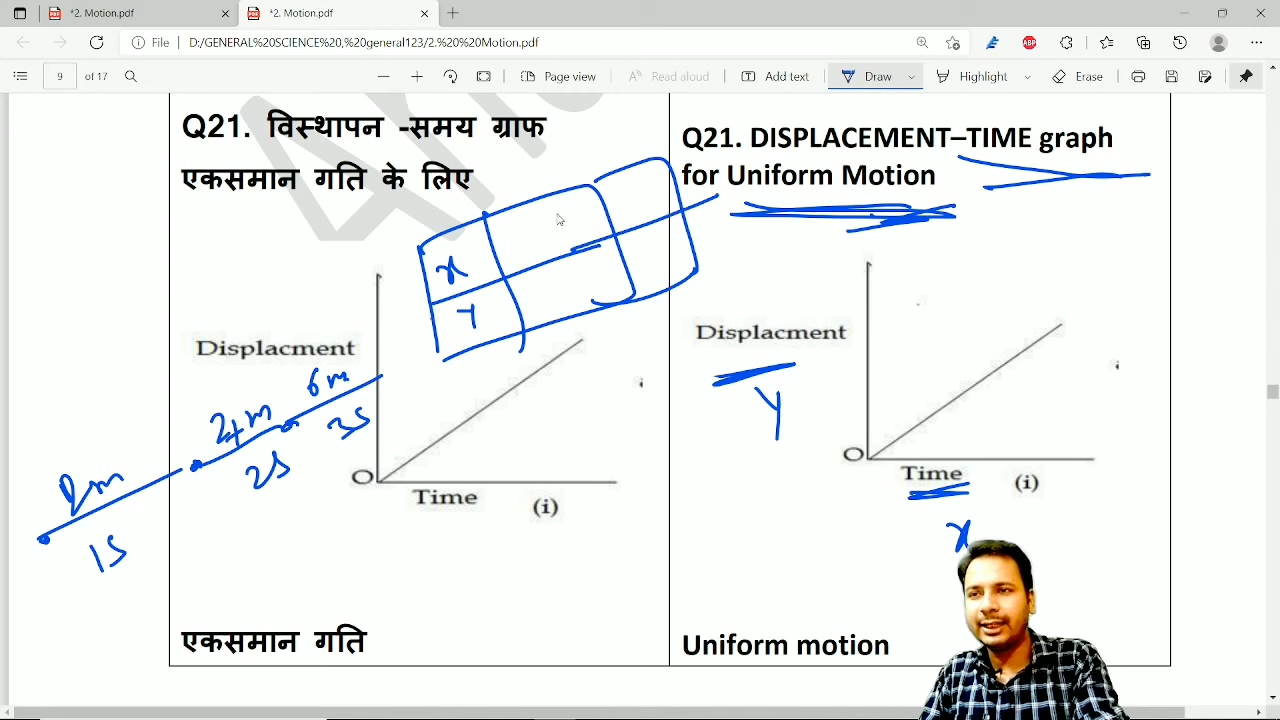 *2. Motion.pdf
*2. Motion.pdf
File D:/GENERAL%20SCIENCE%20,%20general123/2.%20%20Motion.pdf
ABP
9 of 17
Page view
Read aloud
Add text
Draw
Highlight
Erase
Q21. विस्थापन -समय ग्राफ
एकसमान गति के लिए
Q21. DISPLACEMENT–TIME graph
for Uniform Motion
x
Y
Displacment
6m
4m
3s
2s
2m
1s
O
Time (i)
Displacment
Y
O
Time (i)
x
एकसमान गति
Uniform motion